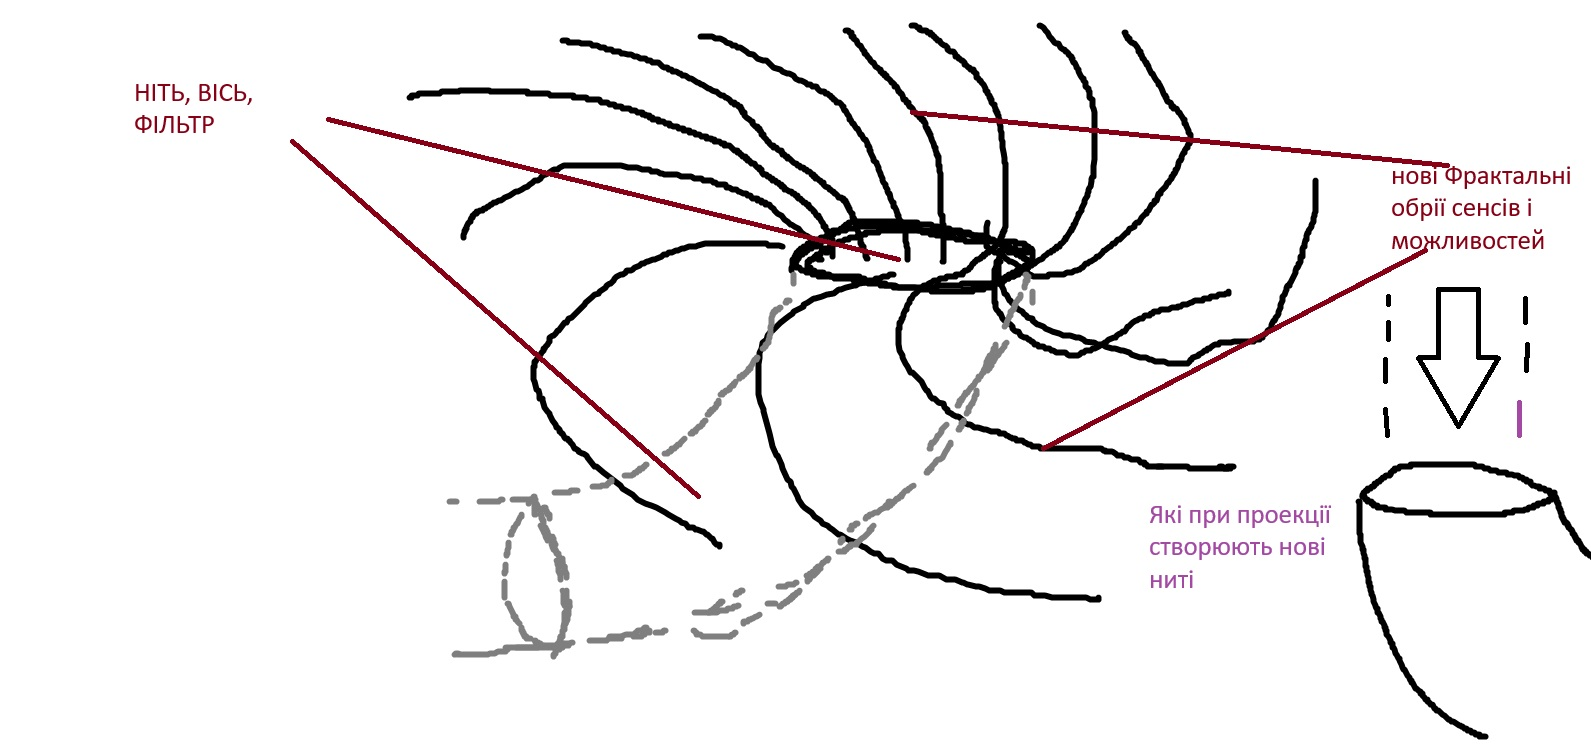 НІТЬ, ВІСЬ,
ФІЛЬТР
нові Фрактальні
обрії сенсів і
можливостей
Які при проекції
створюють нові
ниті